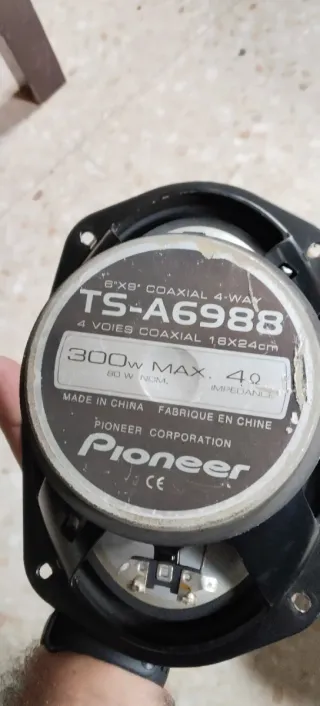 6"X9" COAXIAL 4-WAY
TS-A6988
4 VOIES COAXIAL 16X24cm
300W MAX. 4Ω
80 W NOM. IMPEDANCE
MADE IN CHINA FABRIQUE EN CHINE
PIONEER CORPORATION
Pioneer
CE